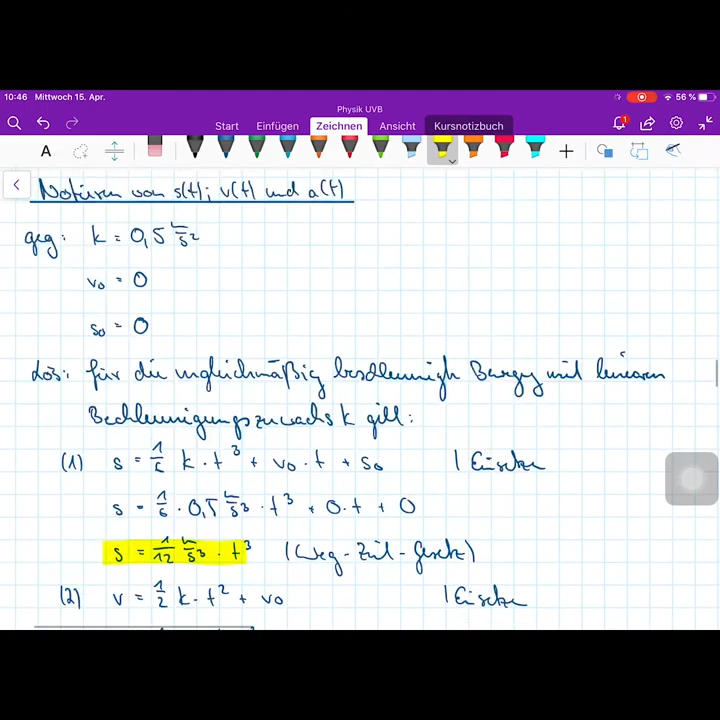 10:46 Mittwoch 15. Apr. 56 %
Physik UVB
Start Einfügen Zeichnen Ansicht Kursnotizbuch
1
A
Notieren von s(t); v(t) und a(t)
geg: k = 0,5 m/s²
v₀ = 0
s₀ = 0
Lös: für die ungleichmäßig beschleunigte Bewegung mit linearem
Beschleunigungszuwachs k gilt:
(1) s = 1/6 k · t³ + v₀ · t + s₀ | Einsetzen
s = 1/6 · 0,5 m/s³ · t³ + 0 · t + 0
s = 1/12 m/s³ · t³ (Weg-Zeit-Gesetz)
(2) v = 1/2 k · t² + v₀ | Einsetzen